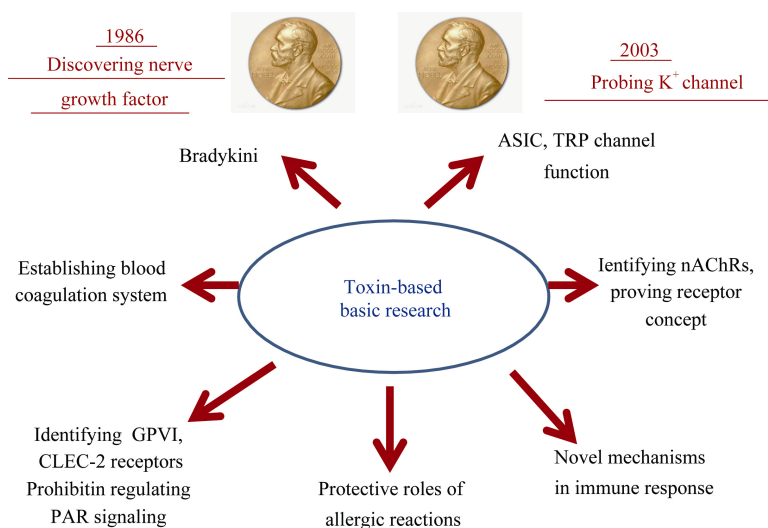 1986
Discovering nerve
growth factor
2003
Probing K⁺ channel
Bradykini
ASIC, TRP channel
function
Establishing blood
coagulation system
Toxin-based
basic research
Ientifying nAChRs,
proving receptor
concept
Identifying GPVI,
CLEC-2 receptors
Prohibitin regulating
PAR signaling
Protective roles of
allergic reactions
Novel mechanisms
in immune response